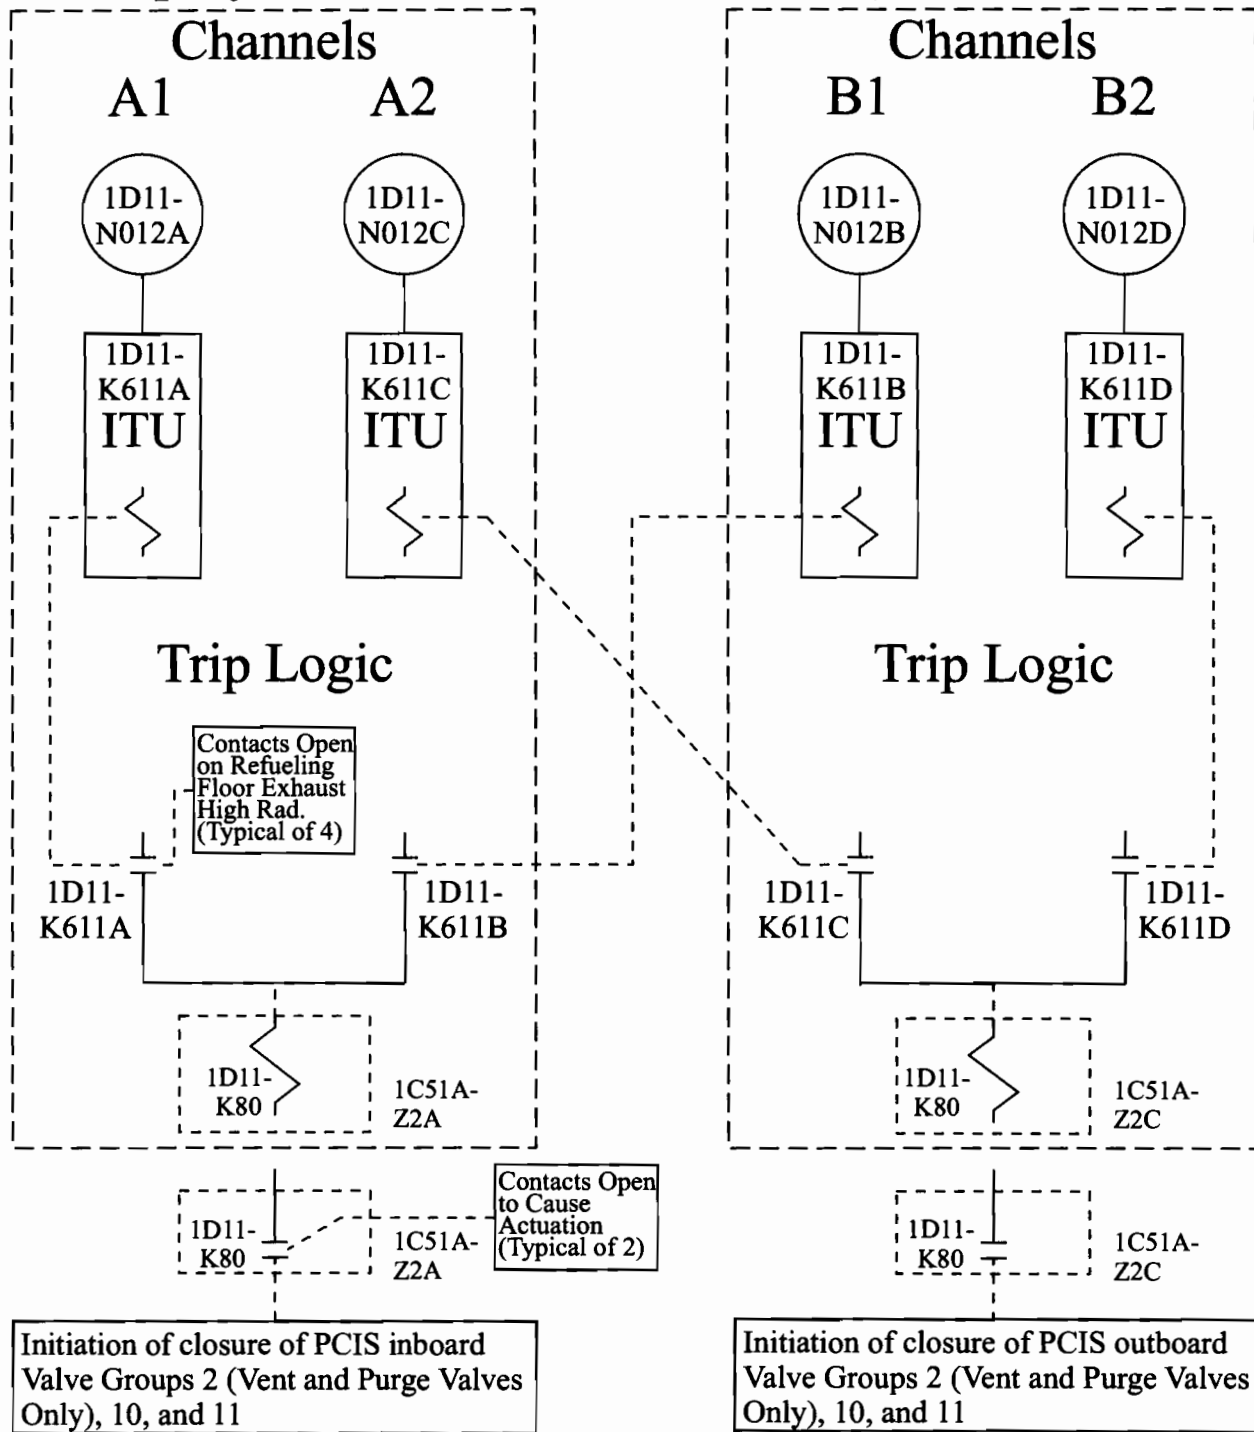 Channels
A1 A2
1D11-
N012A
1D11-
N012C
1D11-
K611A
ITU
1D11-
K611C
ITU
Trip Logic
Contacts Open
on Refueling
Floor Exhaust
High Rad.
(Typical of 4)
1D11-
K611A
1D11-
K611B
1D11-
K80
1C51A-
Z2A
1D11-
K80
1C51A-
Z2A
Contacts Open
to Cause
Actuation
(Typical of 2)
Initiation of closure of PCIS inboard
Valve Groups 2 (Vent and Purge Valves
Only), 10, and 11
Channels
B1 B2
1D11-
N012B
1D11-
N012D
1D11-
K611B
ITU
1D11-
K611D
ITU
Trip Logic
1D11-
K611C
1D11-
K611D
1D11-
K80
1C51A-
Z2C
1D11-
K80
1C51A-
Z2C
Initiation of closure of PCIS outboard
Valve Groups 2 (Vent and Purge Valves
Only), 10, and 11